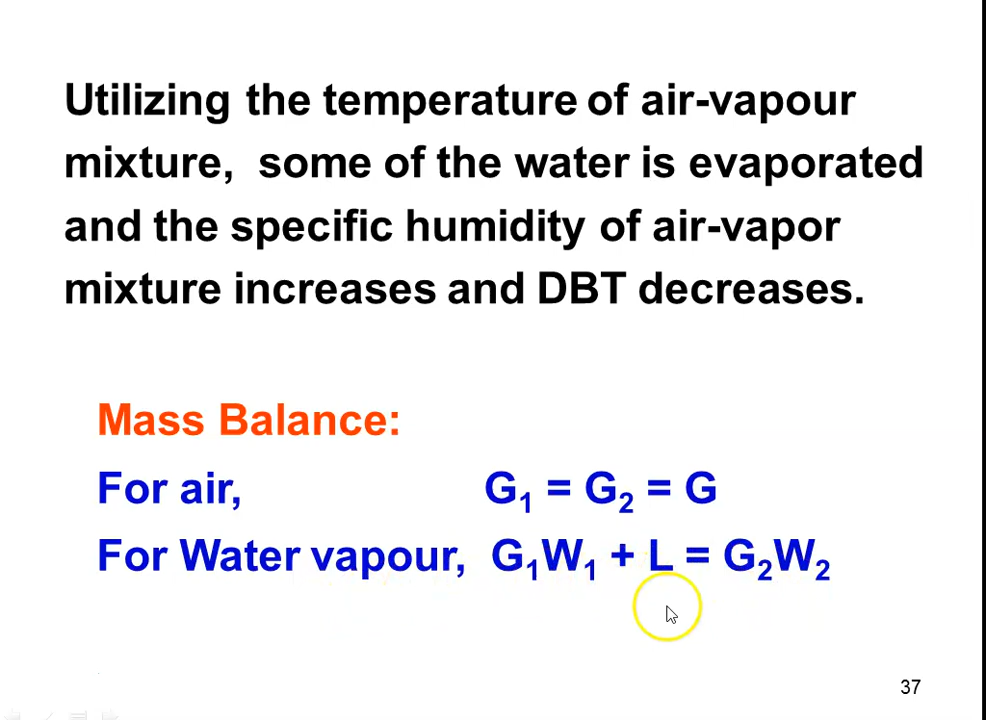 Utilizing the temperature of air-vapour
mixture, some of the water is evaporated
and the specific humidity of air-vapor
mixture increases and DBT decreases.
Mass Balance:
For air, G₁ = G₂ = G
For Water vapour, G₁W₁ + L = G₂W₂
37